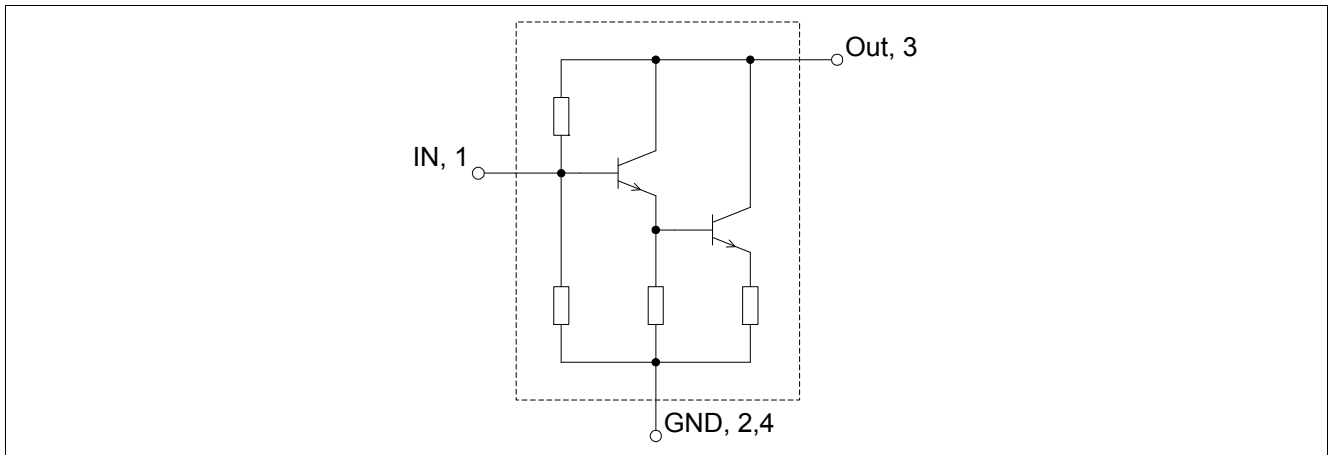 Out, 3
IN, 1
GND, 2,4